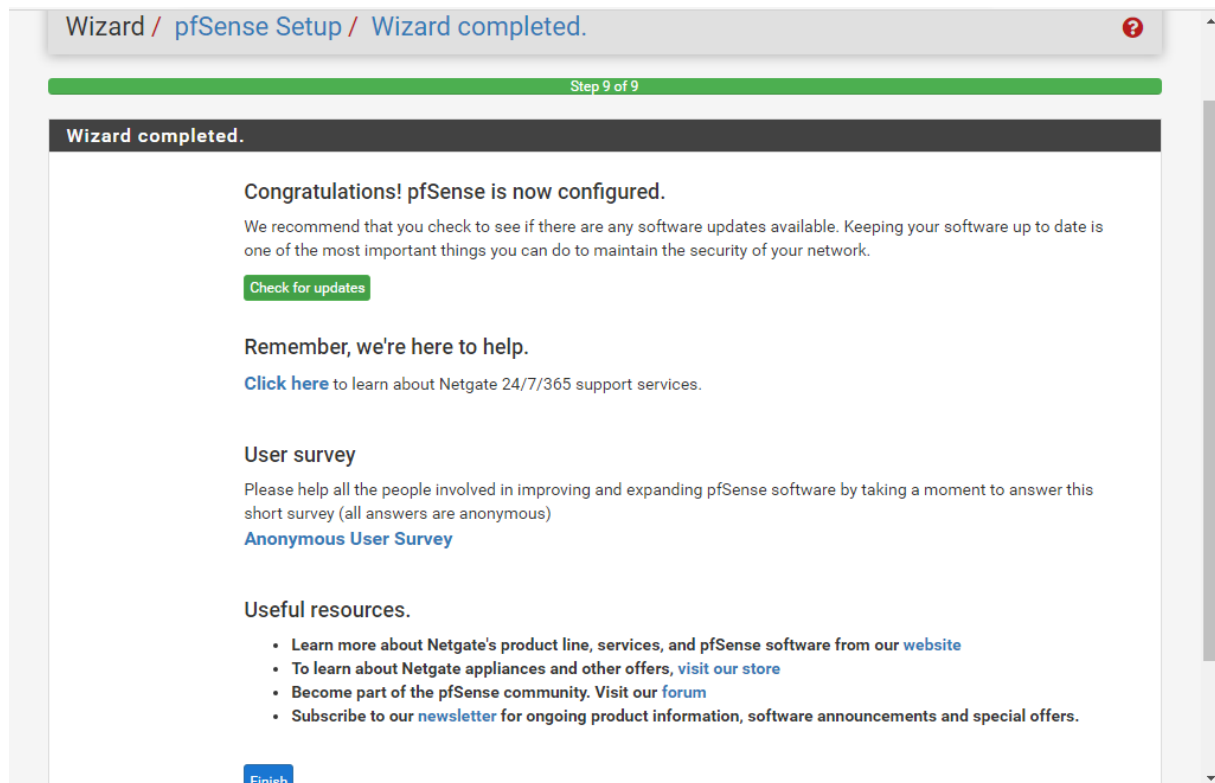 Wizard / pfSense Setup / Wizard completed.
Step 9 of 9
Wizard completed.
Congratulations! pfSense is now configured.
We recommend that you check to see if there are any software updates available. Keeping your software up to date is
one of the most important things you can do to maintain the security of your network.
Check for updates
Remember, we're here to help.
Click here to learn about Netgate 24/7/365 support services.
User survey
Please help all the people involved in improving and expanding pfSense software by taking a moment to answer this
short survey (all answers are anonymous)
Anonymous User Survey
Useful resources.
• Learn more about Netgate's product line, services, and pfSense software from our website
• To learn about Netgate appliances and other offers, visit our store
• Become part of the pfSense community. Visit our forum
• Subscribe to our newsletter for ongoing product information, software announcements and special offers.
Finish